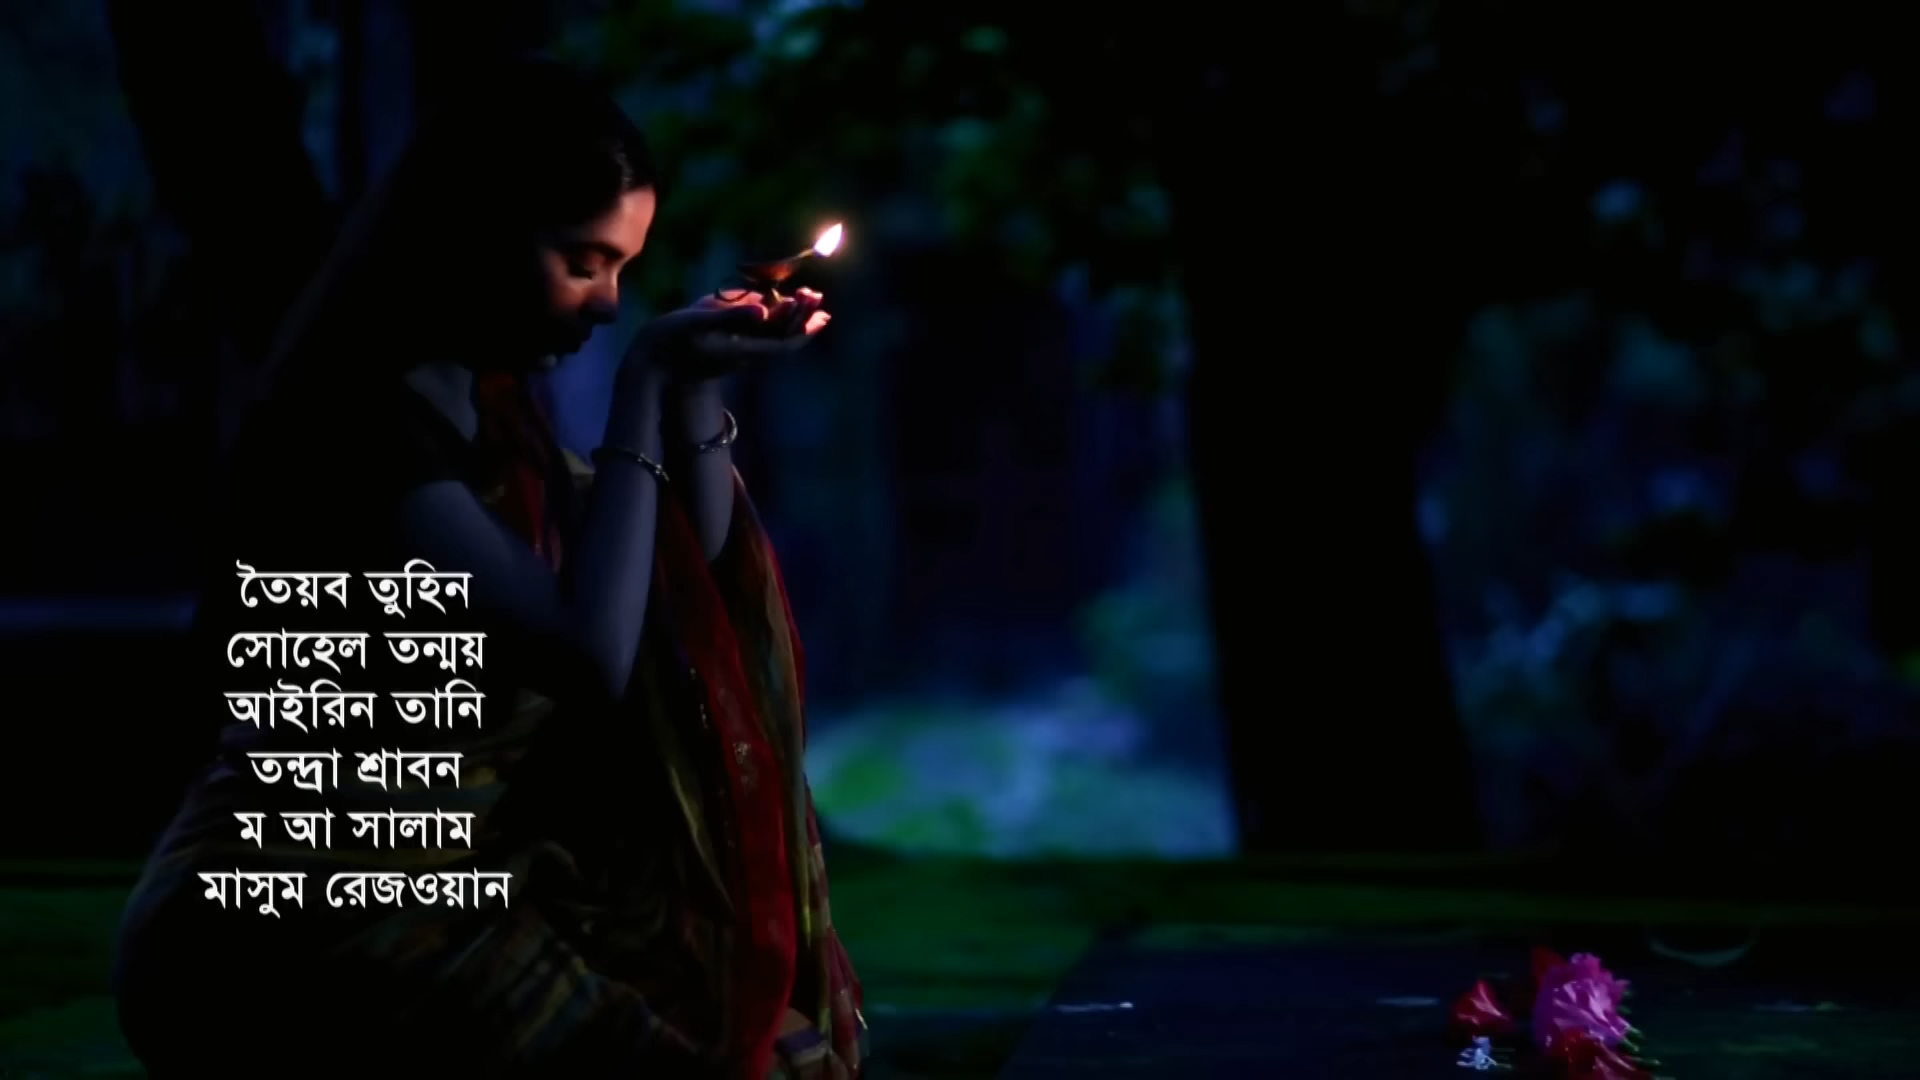 তৈয়ব তুহিন
সোহেল তন্ময়
আইরিন তানি
তন্দ্রা শ্রাবন
ম আ সালাম
মাসুম রেজওয়ান